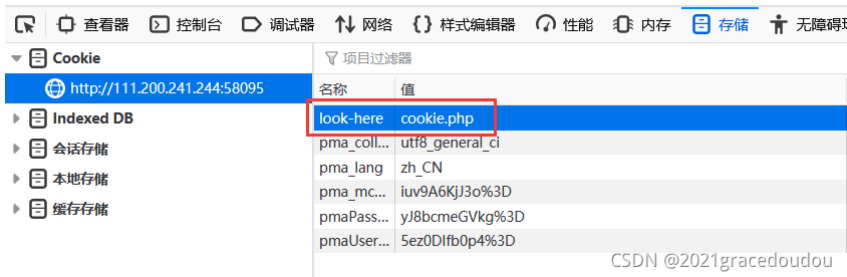 查看器 控制台 调试器 网络 样式编辑器 性能 内存 存储 无障碍环
Cookie
项目过滤器
http://111.200.241.244:58095
名称 值
look-here cookie.php
Indexed DB
pma_coll... utf8_general_ci
会话存储
pma_lang zh_CN
本地存储
pma_mc... iuv9A6KjJ3o%3D
缓存存储
pmaPass... yJ8bcmeGVkg%3D
pmaUser... 5ez0DIfb0p4%3D
CSDN @2021gracedoudou